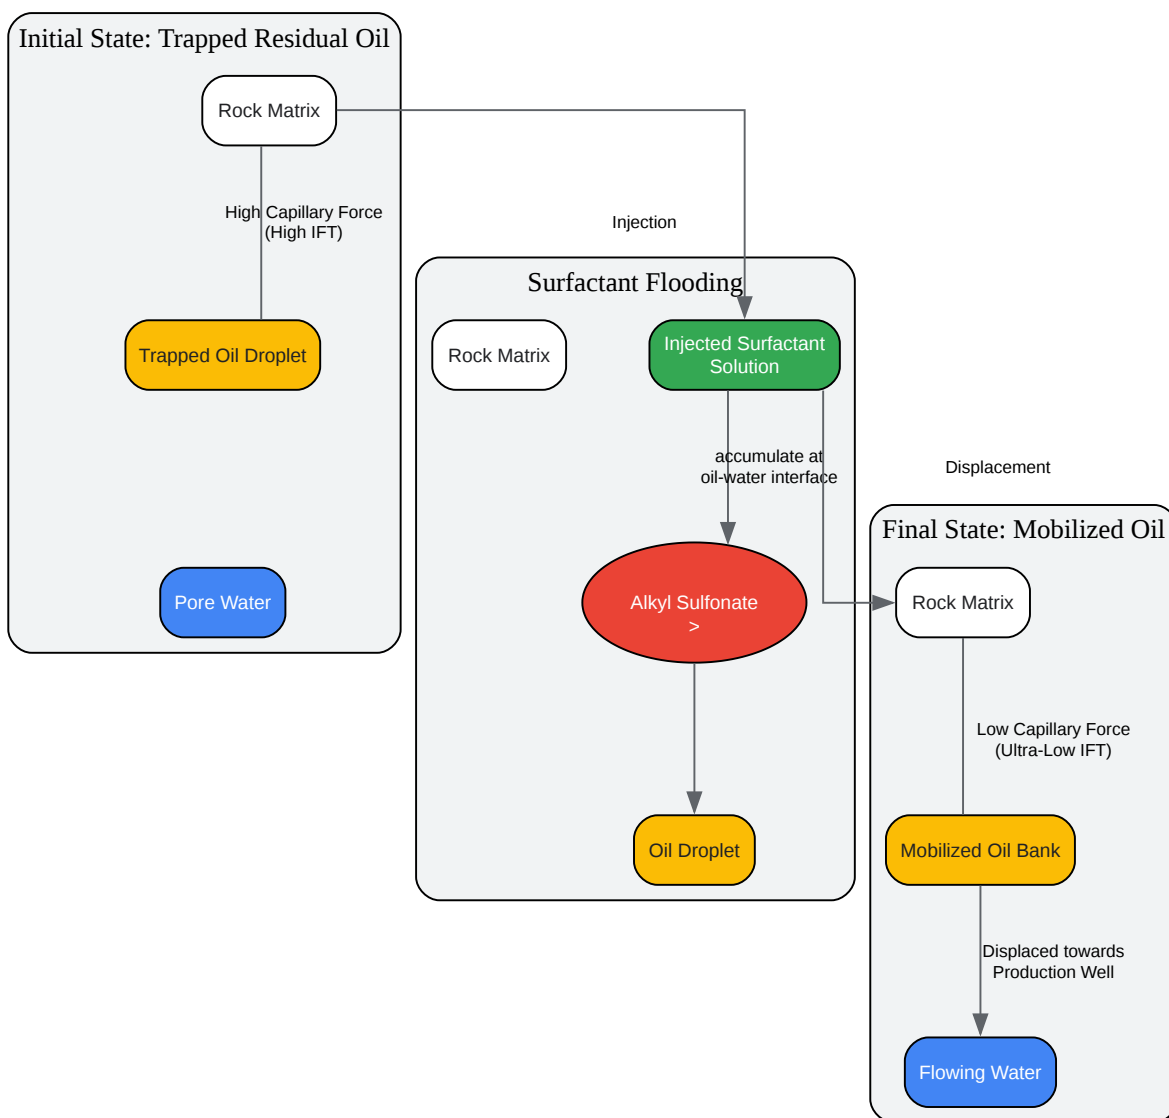 Initial State: Trapped Residual Oil
Rock Matrix
High Capillary Force
(High IFT)
Trapped Oil Droplet
Pore Water
Injection
Surfactant Flooding
Rock Matrix
Injected Surfactant
Solution
accumulate at
oil-water interface
Alkyl Sulfonate
>
Oil Droplet
Displacement
Final State: Mobilized Oil
Rock Matrix
Low Capillary Force
(Ultra-Low IFT)
Mobilized Oil Bank
Displaced towards
Production Well
Flowing Water